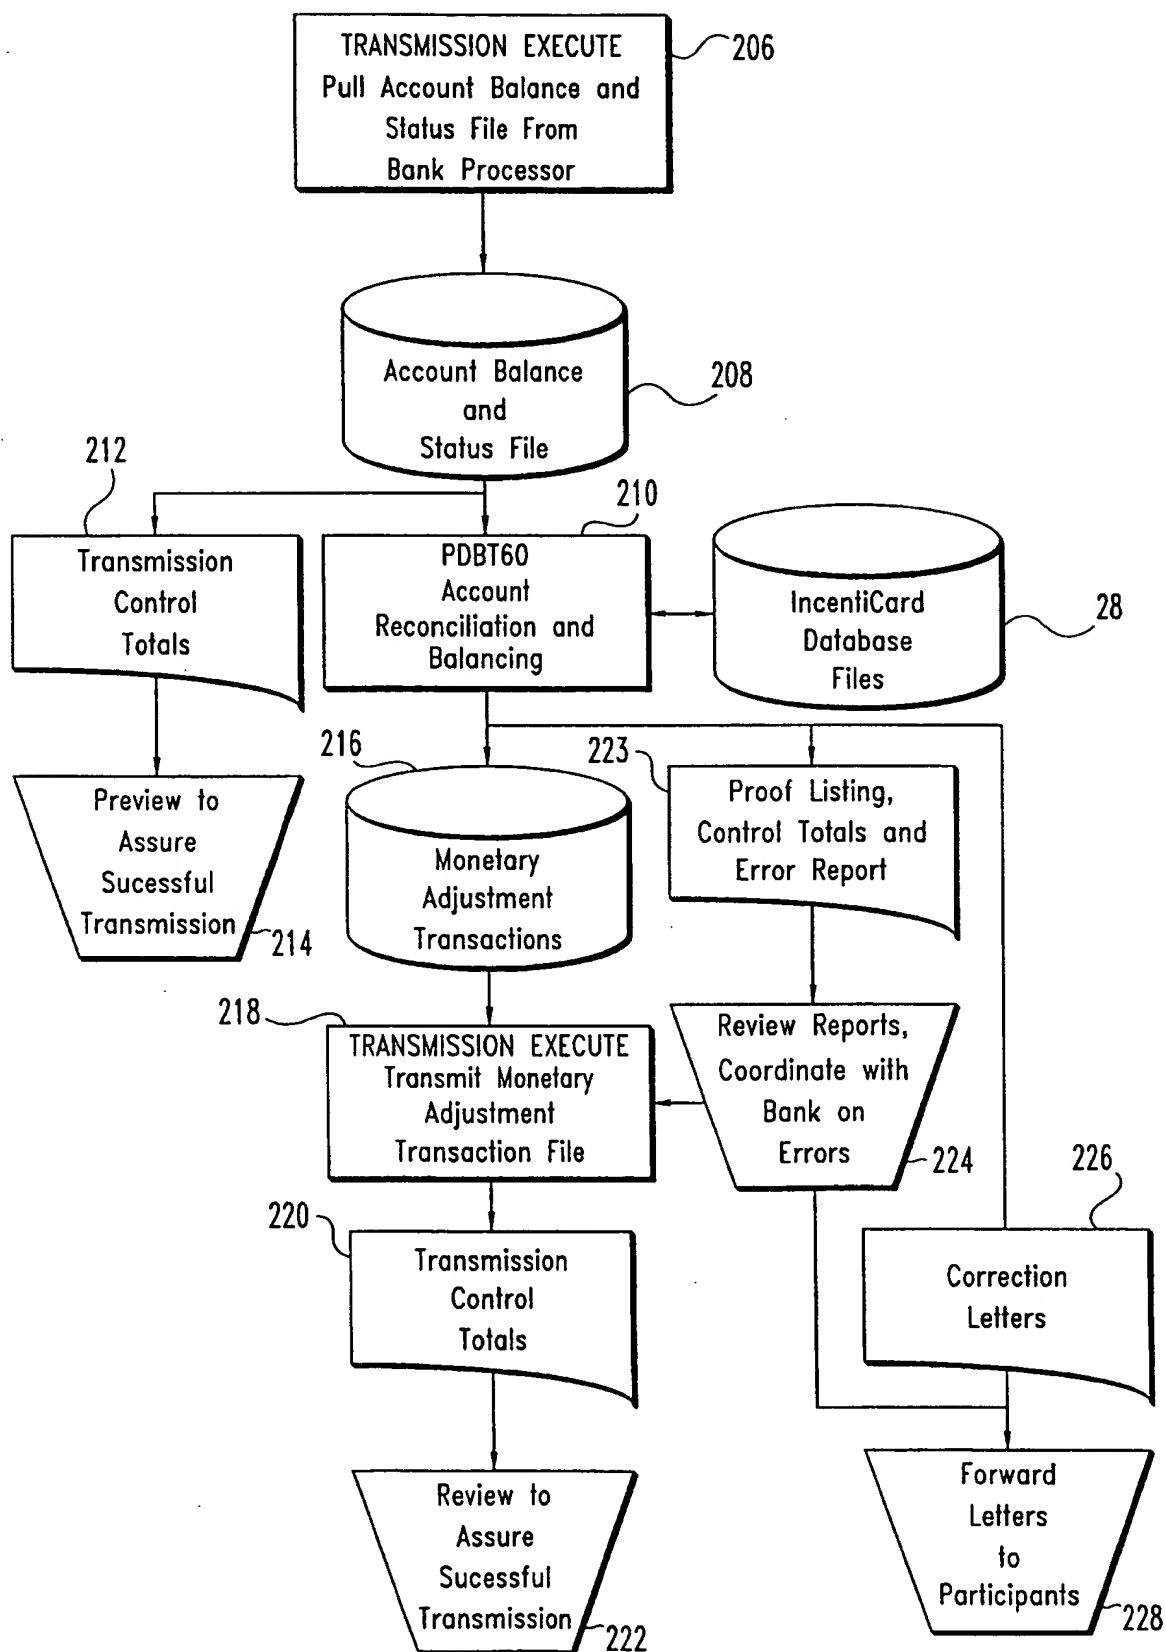 TRANSMISSION EXECUTE
Pull Account Balance and
Status File From
Bank Processor
206
Account Balance
and
Status File
208
212
Transmission
Control
Totals
210
PDBT60
Account
Reconciliation and
Balancing
IncentiCard
Database
Files
28
Preview to
Assure
Sucessful
Transmission
214
216
Monetary
Adjustment
Transactions
223
Proof Listing,
Control Totals and
Error Report
218
TRANSMISSION EXECUTE
Transmit Monetary
Adjustment
Transaction File
Review Reports,
Coordinate with
Bank on
Errors
224
220
Transmission
Control
Totals
226
Correction
Letters
Review to
Assure
Sucessful
Transmission
222
Forward
Letters
to
Participants
228